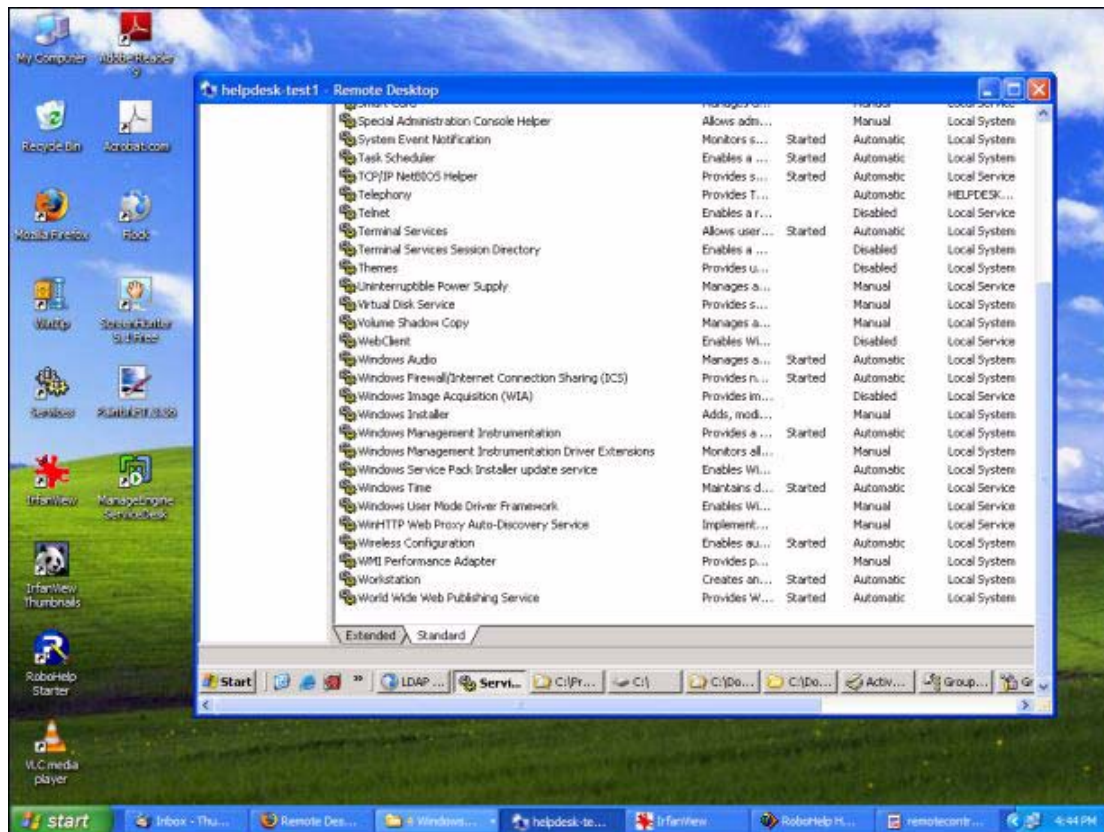 My Computer
Adobe Reader 9
Recycle Bin
Acrobat.com
Mozilla Firefox
Flock
WinZip
ScreenHunter 5.1 Free
Services
IrfanView
ManageEngine ServiceDesk
IrfanView Thumbnails
RoboHelp Starter
VLC media player
helpdesk-test1 - Remote Desktop
Special Administration Console Helper Allows adm... Manual Local System
System Event Notification Monitors s... Started Automatic Local System
Task Scheduler Enables a ... Started Automatic Local System
TCP/IP NetBIOS Helper Provides s... Started Automatic Local Service
Telephony Provides T... Automatic HELPDESK...
Telnet Enables a r... Disabled Local Service
Terminal Services Allows user... Started Automatic Local System
Terminal Services Session Directory Enables a ... Disabled Local System
Themes Provides u... Disabled Local System
Uninterruptible Power Supply Manages a... Manual Local Service
Virtual Disk Service Provides s... Manual Local System
Volume Shadow Copy Manages a... Manual Local System
WebClient Enables Wi... Disabled Local Service
Windows Audio Manages a... Started Automatic Local System
Windows Firewall/Internet Connection Sharing (ICS) Provides n... Started Automatic Local System
Windows Image Acquisition (WIA) Provides im... Disabled Local Service
Windows Installer Adds, modi... Manual Local System
Windows Management Instrumentation Provides a ... Started Automatic Local System
Windows Management Instrumentation Driver Extensions Monitors all... Manual Local System
Windows Service Pack Installer update service Enables Wi... Automatic Local System
Windows Time Maintains d... Started Automatic Local Service
Windows User Mode Driver Framework Enables Wi... Manual Local Service
WinHTTP Web Proxy Auto-Discovery Service Implement... Manual Local Service
Wireless Configuration Enables au... Started Automatic Local System
WMI Performance Adapter Provides p... Manual Local System
Workstation Creates an... Started Automatic Local System
World Wide Web Publishing Service Provides W... Started Automatic Local System
Extended Standard
Start » LDAP ... Servi... C:\Pr... C:\ C:\Do... C:\Do... Activ... Group... Gr
start Inbox - Thu... Remote Des... 4 Windows... helpdesk-te... IrfanView RoboHelp H... remotecontr... 4:44 PM